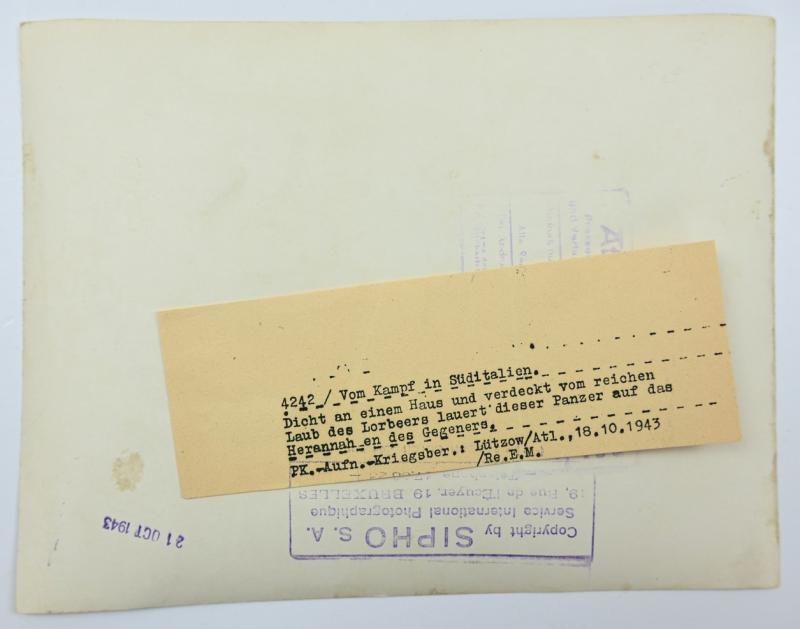 4242 / Vom Kampf in Süditalien.
Dicht an einem Haus und verdeckt vom reichen
Laub des Lorbeers lauert dieser Panzer auf das
Herannah en des Gegeners.
PK.-Aufn.-Kriegsber.: Lützow/Atl., 18.10.1943
/Re.E.M.
Copyright by SIPHO S. A.
Service International Photographique
19, Rue de l'Ecuyer, 19 BRUXELLES
21 OCT 1943